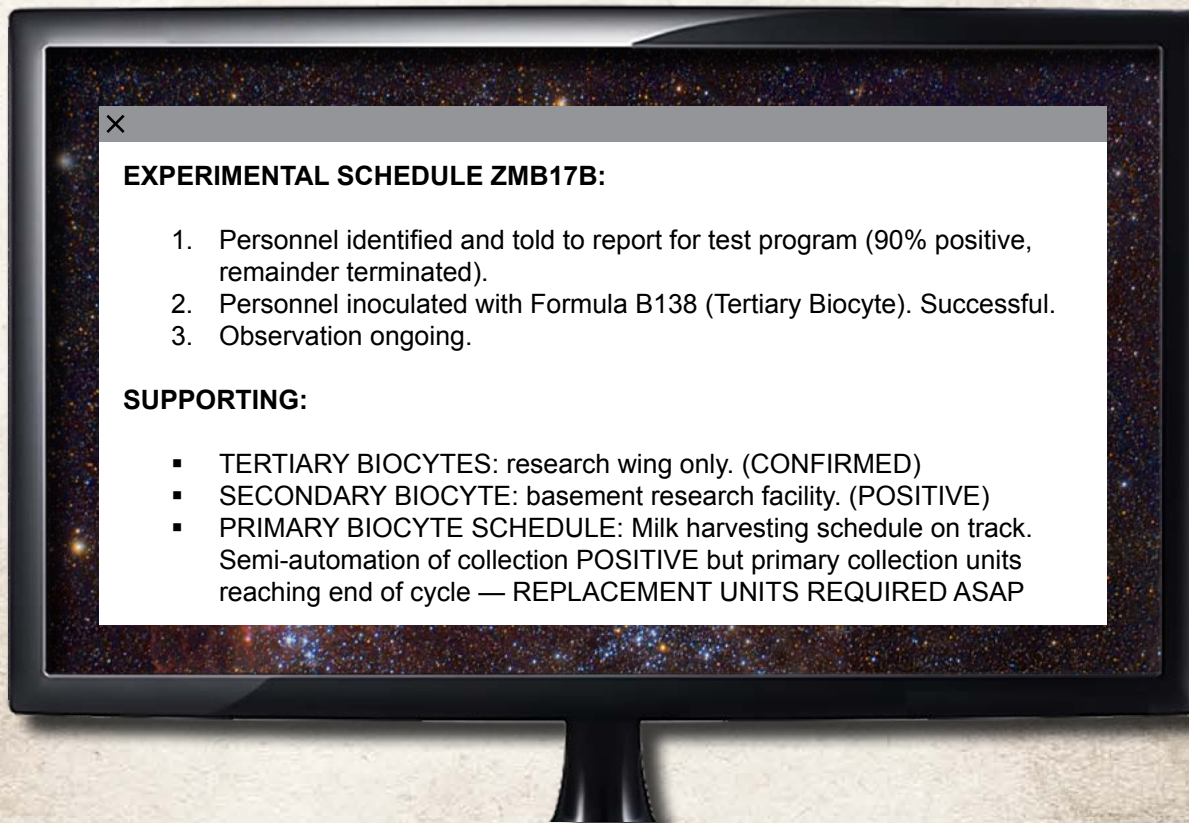 EXPERIMENTAL SCHEDULE ZMB17B:
1. Personnel identified and told to report for test program (90% positive,
remainder terminated).
2. Personnel inoculated with Formula B138 (Tertiary Biocyte). Successful.
3. Observation ongoing.
SUPPORTING:
▪ TERTIARY BIOCYTES: research wing only. (CONFIRMED)
▪ SECONDARY BIOCYTE: basement research facility. (POSITIVE)
▪ PRIMARY BIOCYTE SCHEDULE: Milk harvesting schedule on track.
Semi-automation of collection POSITIVE but primary collection units
reaching end of cycle — REPLACEMENT UNITS REQUIRED ASAP